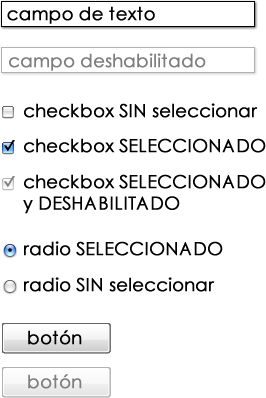 campo de texto
campo deshabilitado
checkbox SIN seleccionar
checkbox SELECCIONADO
checkbox SELECCIONADO
y DESHABILITADO
radio SELECCIONADO
radio SIN seleccionar
botón
botón